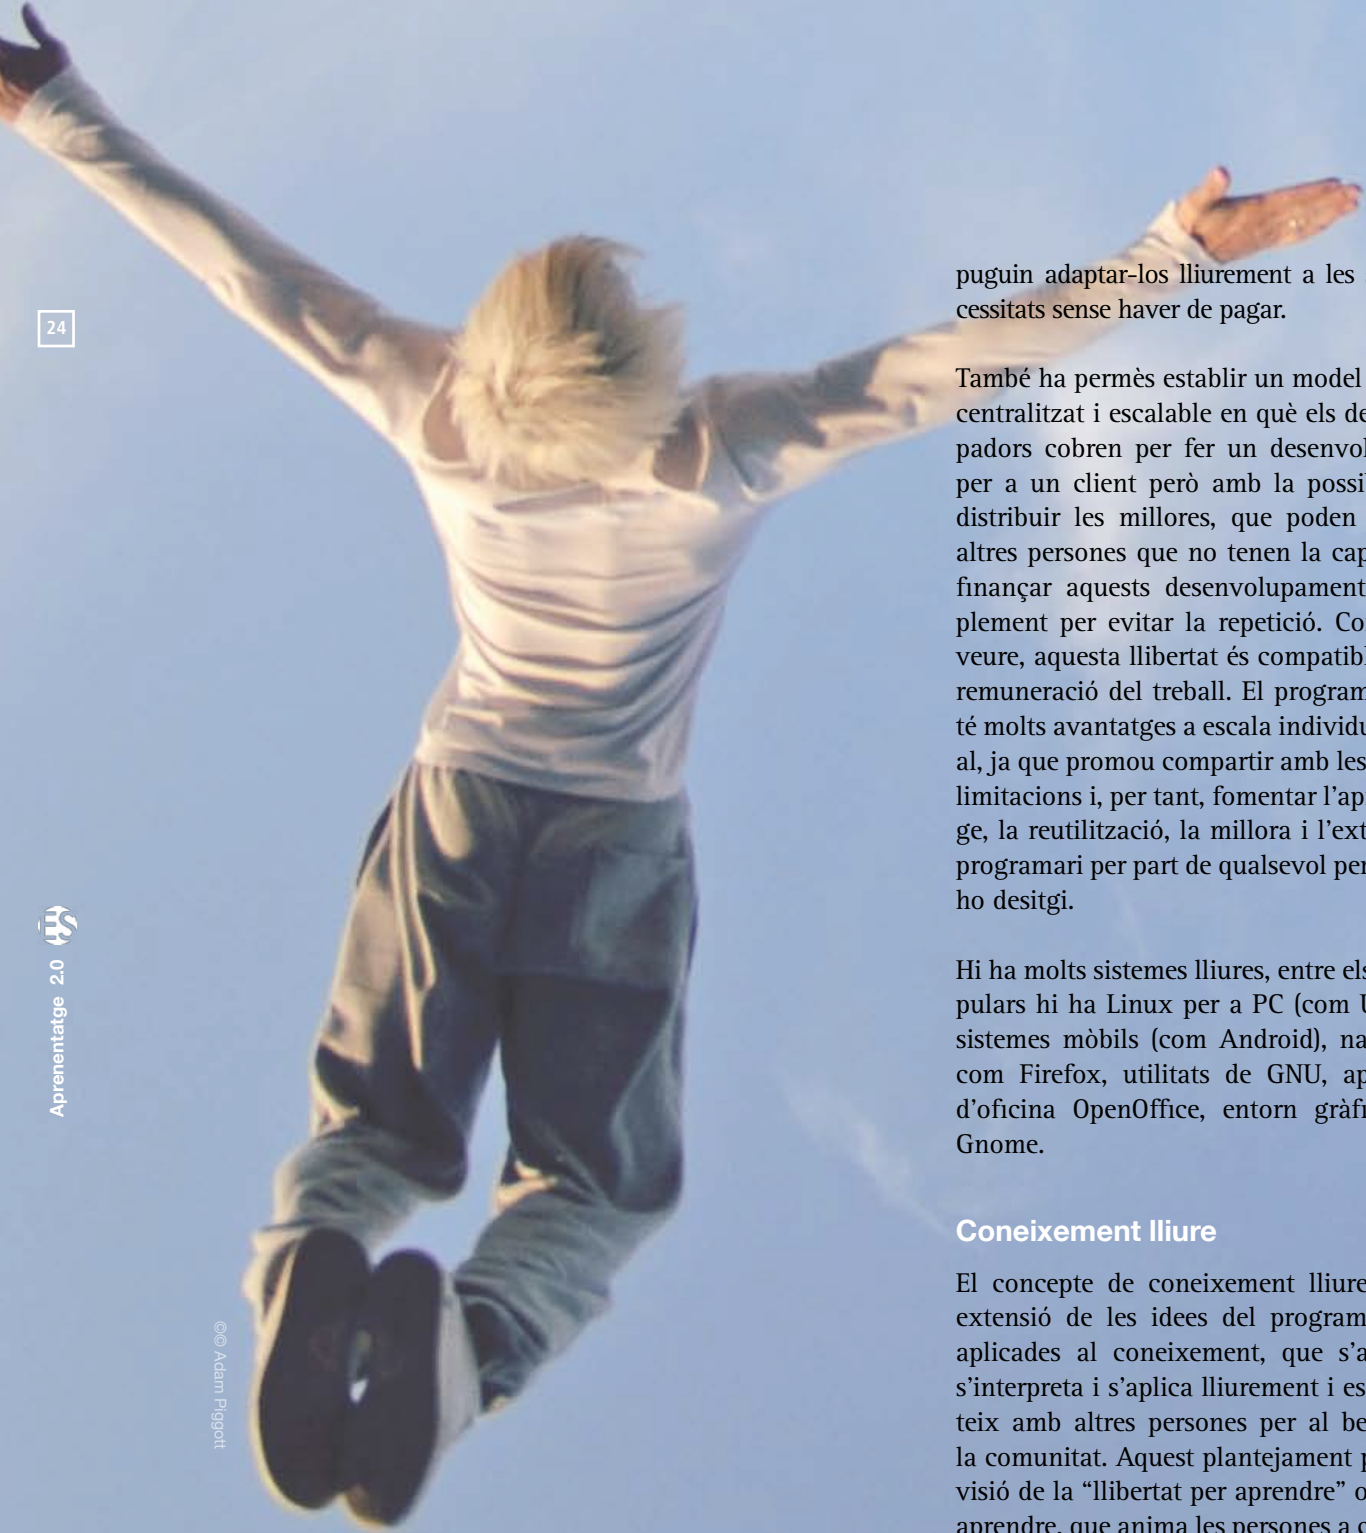 24
Aprenentatge 2.0 ES
©© Adam Piggott
puguin adaptar-los lliurement a les
cessitats sense haver de pagar.
També ha permès establir un model
centralitzat i escalable en què els de
padors cobren per fer un desenvol
per a un client però amb la possi
distribuir les millores, que poden
altres persones que no tenen la cap
finançar aquests desenvolupament
plement per evitar la repetició. Co
veure, aquesta llibertat és compatibl
remuneració del treball. El program
té molts avantatges a escala individu
al, ja que promou compartir amb les
limitacions i, per tant, fomentar l’ap
ge, la reutilització, la millora i l’ext
programari per part de qualsevol per
ho desitgi.
Hi ha molts sistemes lliures, entre els
pulars hi ha Linux per a PC (com U
sistemes mòbils (com Android), na
com Firefox, utilitats de GNU, ap
d’oficina OpenOffice, entorn gràfi
Gnome.
Coneixement lliure
El concepte de coneixement lliure
extensió de les idees del program
aplicades al coneixement, que s’a
s’interpreta i s’aplica lliurement i es
teix amb altres persones per al be
la comunitat. Aquest plantejament p
visió de la “llibertat per aprendre” o
aprendre, que anima les persones a c